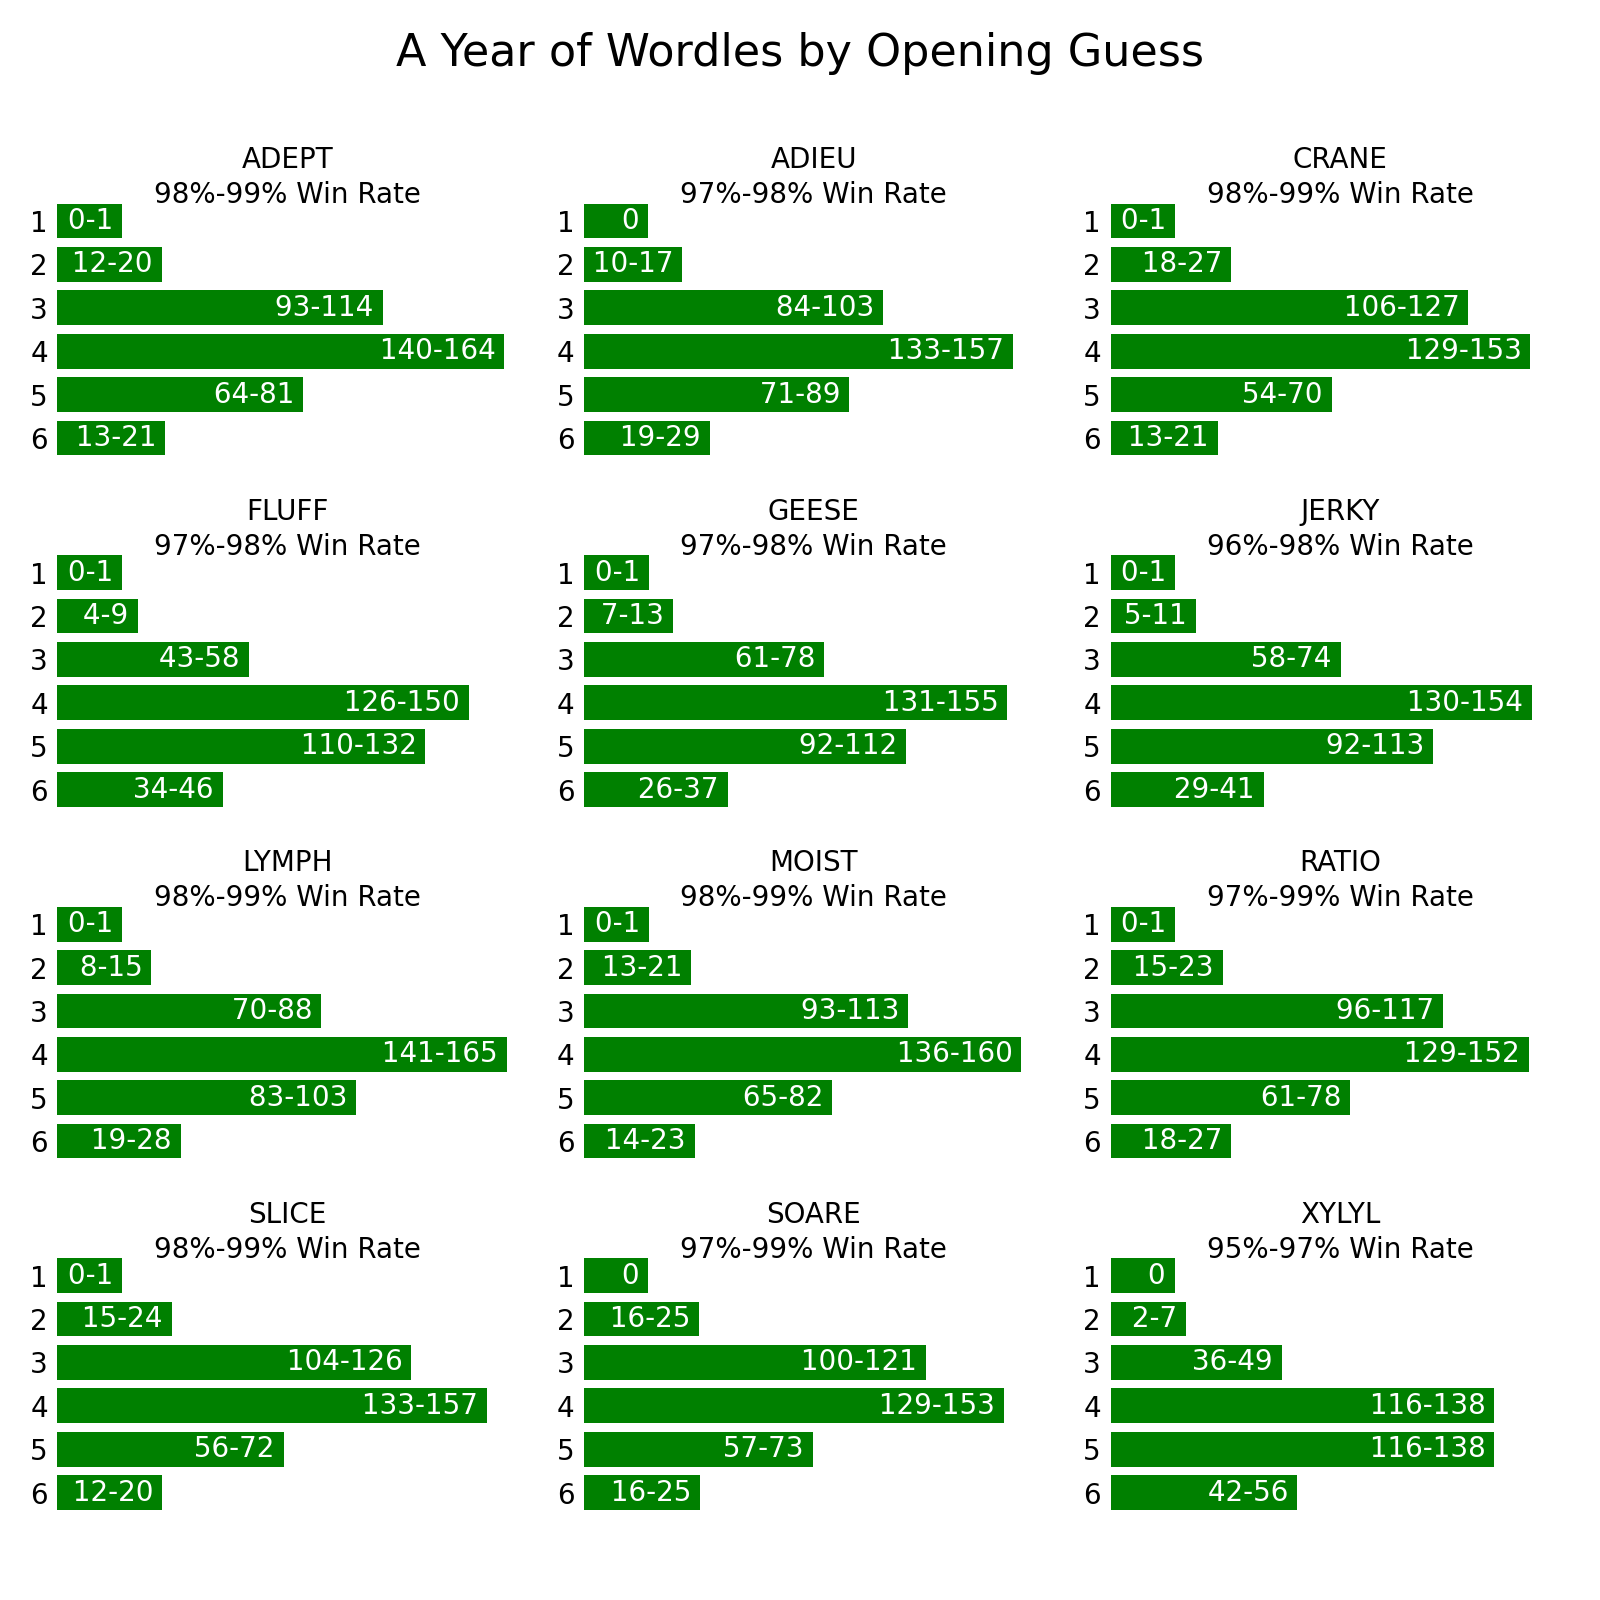 A Year of Wordles by Opening Guess
ADEPT
98%-99% Win Rate
1 0-1
2 12-20
3 93-114
4 140-164
5 64-81
6 13-21
ADIEU
97%-98% Win Rate
1 0
2 10-17
3 84-103
4 133-157
5 71-89
6 19-29
CRANE
98%-99% Win Rate
1 0-1
2 18-27
3 106-127
4 129-153
5 54-70
6 13-21
FLUFF
97%-98% Win Rate
1 0-1
2 4-9
3 43-58
4 126-150
5 110-132
6 34-46
GEESE
97%-98% Win Rate
1 0-1
2 7-13
3 61-78
4 131-155
5 92-112
6 26-37
JERKY
96%-98% Win Rate
1 0-1
2 5-11
3 58-74
4 130-154
5 92-113
6 29-41
LYMPH
98%-99% Win Rate
1 0-1
2 8-15
3 70-88
4 141-165
5 83-103
6 19-28
MOIST
98%-99% Win Rate
1 0-1
2 13-21
3 93-113
4 136-160
5 65-82
6 14-23
RATIO
97%-99% Win Rate
1 0-1
2 15-23
3 96-117
4 129-152
5 61-78
6 18-27
SLICE
98%-99% Win Rate
1 0-1
2 15-24
3 104-126
4 133-157
5 56-72
6 12-20
SOARE
97%-99% Win Rate
1 0
2 16-25
3 100-121
4 129-153
5 57-73
6 16-25
XYLYL
95%-97% Win Rate
1 0
2 2-7
3 36-49
4 116-138
5 116-138
6 42-56